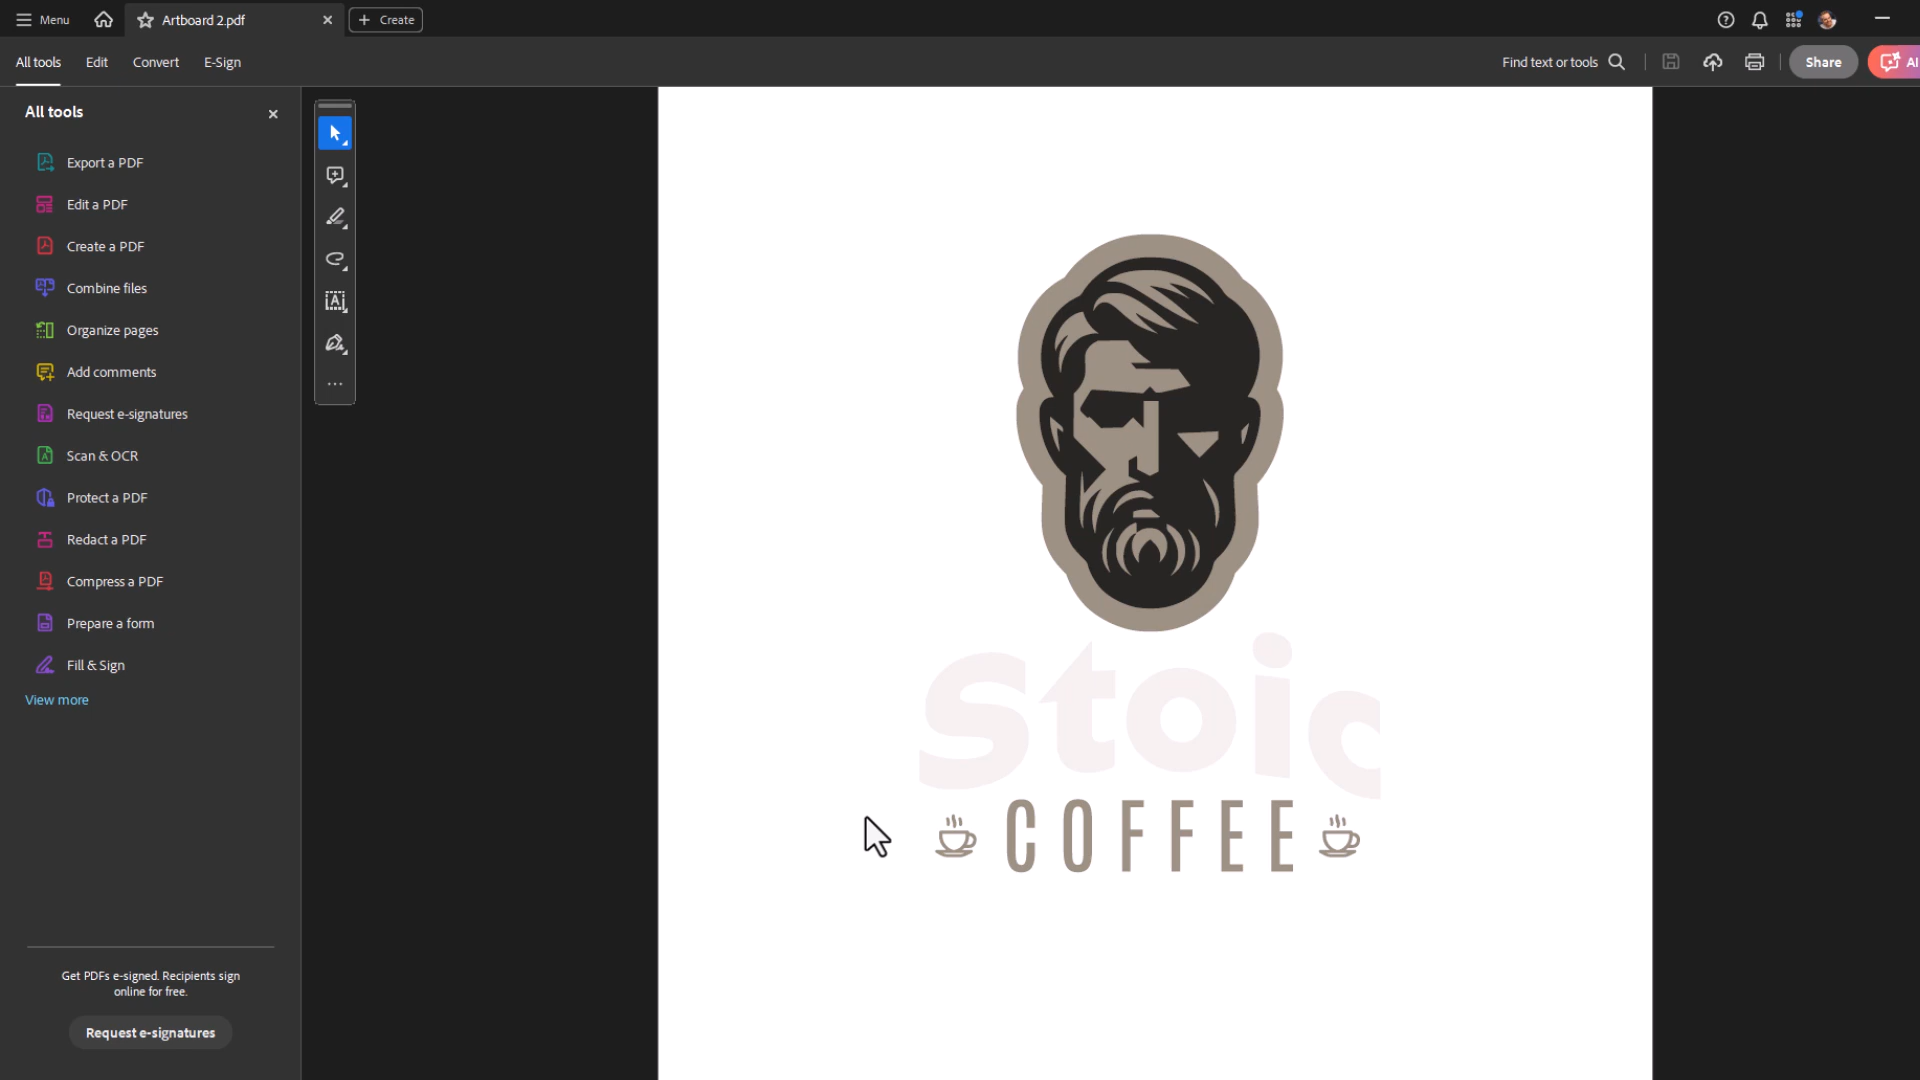 Menu
Artboard 2.pdf
Create
All tools
Edit
Convert
E-Sign
Find text or tools
Share
AI
All tools
Export a PDF
Edit a PDF
Create a PDF
Combine files
Organize pages
Add comments
Request e-signatures
Scan & OCR
Protect a PDF
Redact a PDF
Compress a PDF
Prepare a form
Fill & Sign
View more
Get PDFs e-signed. Recipients sign
online for free.
Request e-signatures
Stoic
COFFEE